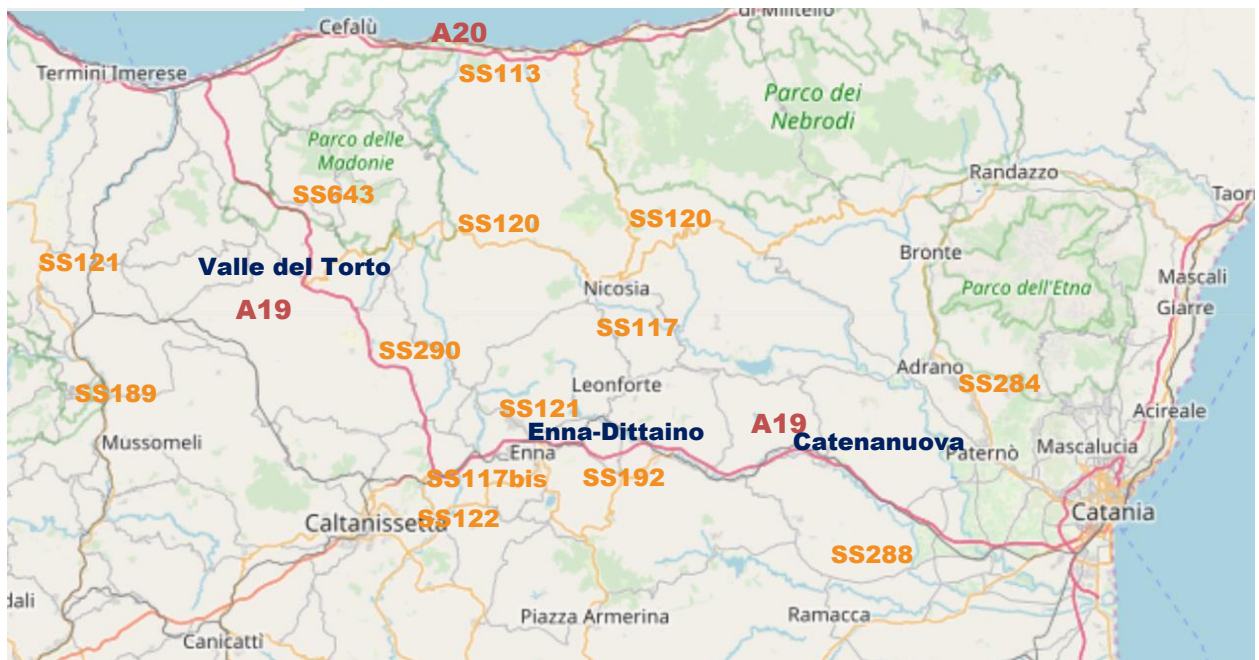 di Militello
Cefalù
A20
Termini Imerese
SS113
Parco dei
Nebrodi
Parco delle
Madonie
Randazzo
SS643
Taor
SS120
SS120
Bronte
SS121
Valle del Torto
Mascali
Nicosia
Parco dell'Etna
Giarre
A19
SS117
SS290
Adrano
Leonforte
SS284
SS189
SS121
Acireale
A19
Enna-Dittaino
Catenanuova
Mussomeli
Mascalucia
Enna
Paternò
SS117bis
SS192
Catania
Caltanissetta
SS122
SS288
dali
Piazza Armerina
Ramacca
Canicattì